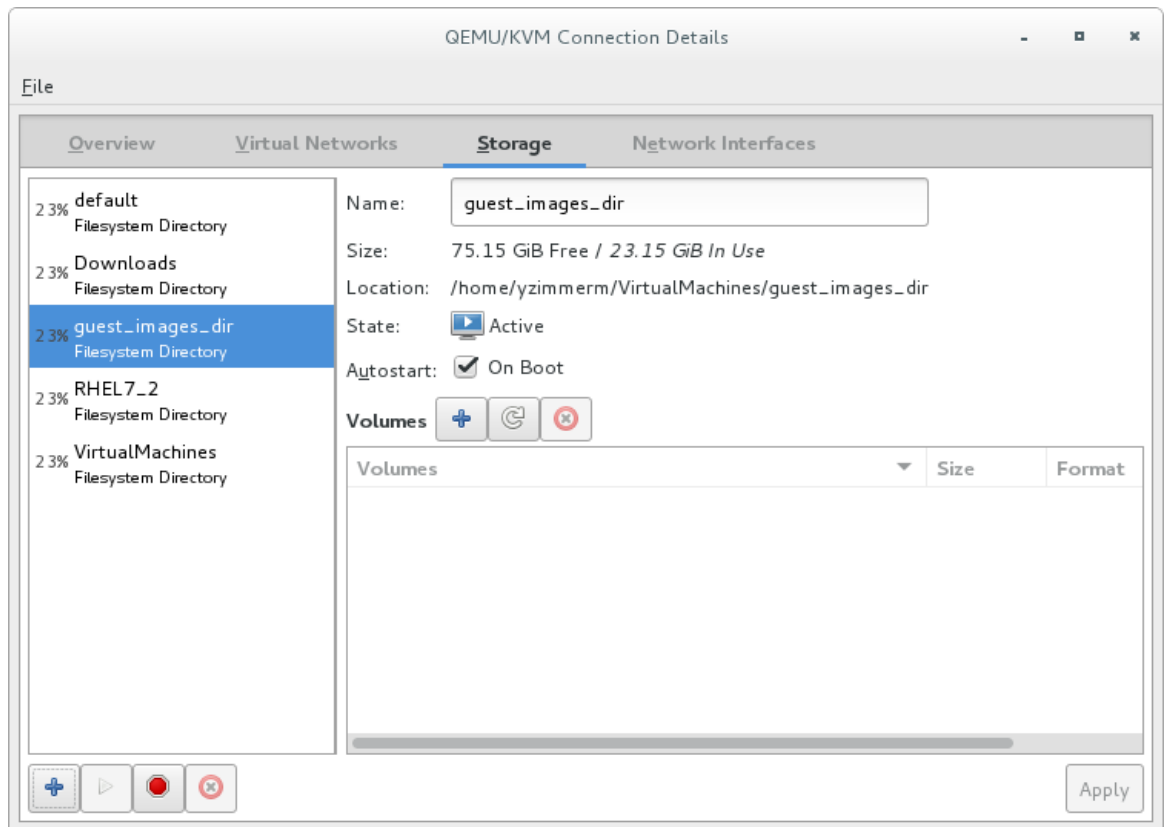 QEMU/KVM Connection Details
File
Overview Virtual Networks Storage Network Interfaces
23% default
Filesystem Directory
23% Downloads
Filesystem Directory
23% guest_images_dir
Filesystem Directory
23% RHEL7_2
Filesystem Directory
23% VirtualMachines
Filesystem Directory
Name: guest_images_dir
Size: 75.15 GiB Free / 23.15 GiB In Use
Location: /home/yzimmerm/VirtualMachines/guest_images_dir
State: Active
Autostart: On Boot
Volumes
Volumes Size Format
Apply